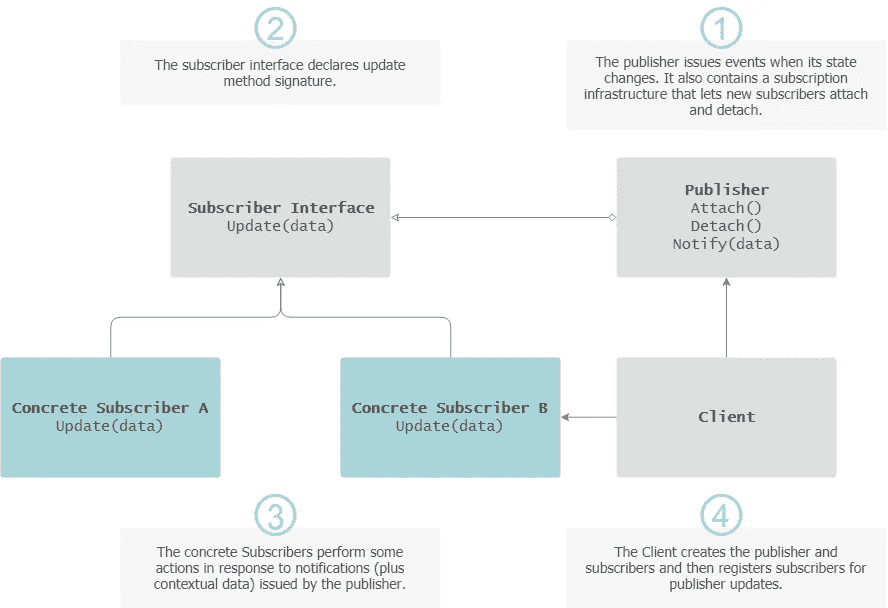 2
The subscriber interface declares update
method signature.
1
The publisher issues events when its state
changes. It also contains a subscription
infrastructure that lets new subscribers attach
and detach.
Subscriber Interface
Update(data)
Publisher
Attach()
Detach()
Notify(data)
Concrete Subscriber A
Update(data)
Concrete Subscriber B
Update(data)
Client
3
The concrete Subscribers perform some
actions in response to notifications (plus
contextual data) issued by the publisher.
4
The Client creates the publisher and
subscribers and then registers subscribers for
publisher updates.